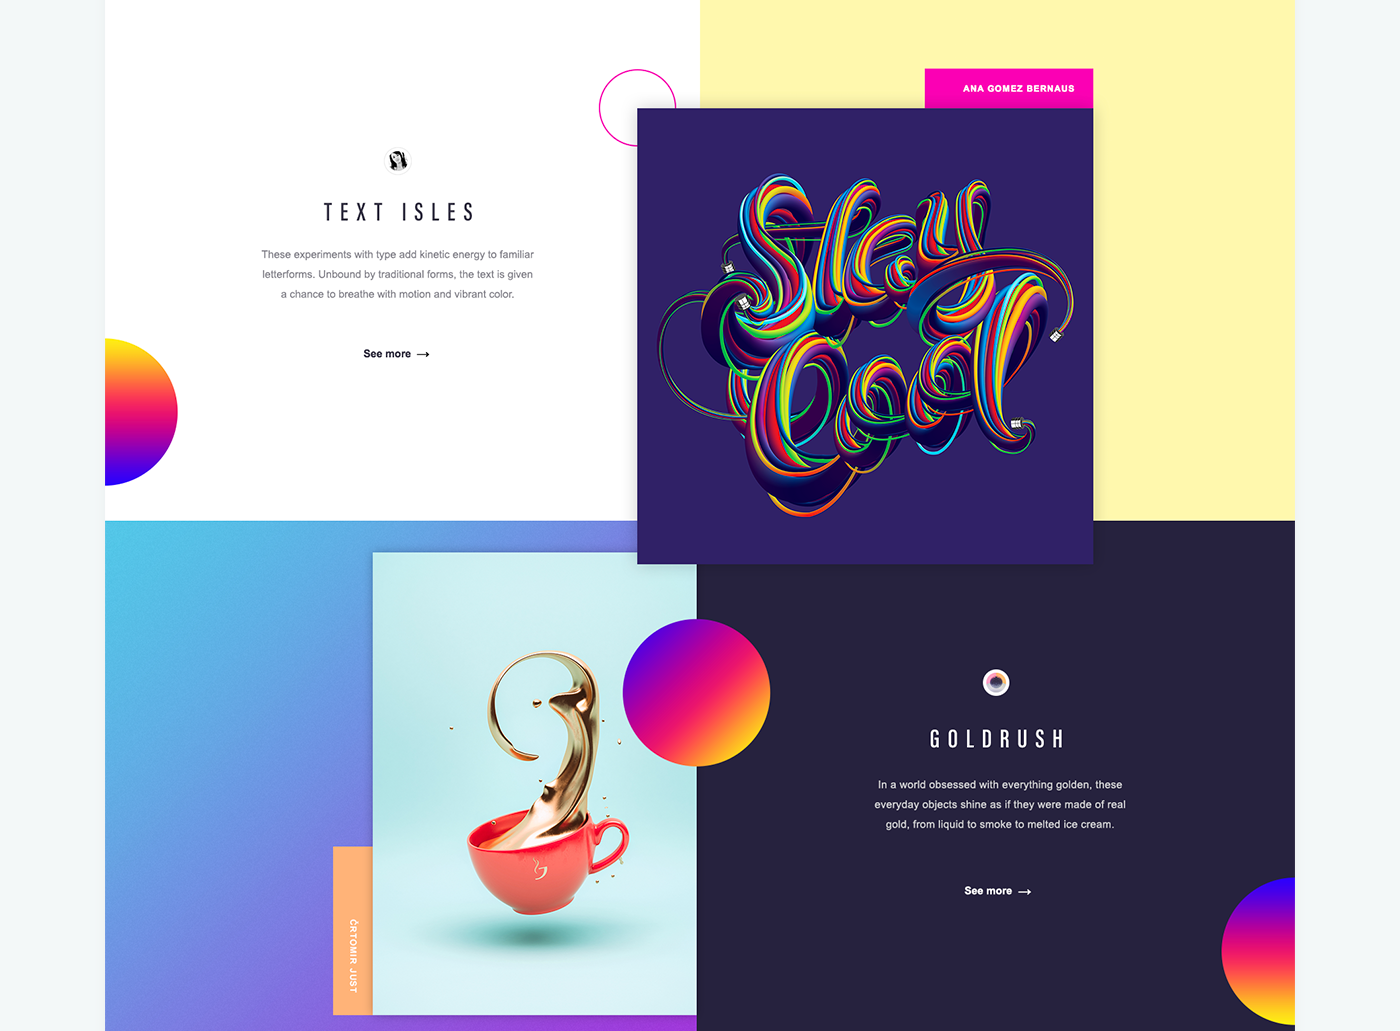 ANA GOMEZ BERNAUS
TEXT ISLES
These experiments with type add kinetic energy to familiar
letterforms. Unbound by traditional forms, the text is given
a chance to breathe with motion and vibrant color.
See more →
Stay
Cool
GOLDRUSH
In a world obsessed with everything golden, these
everyday objects shine as if they were made of real
gold, from liquid to smoke to melted ice cream.
See more →
ČRTOMIR JUST